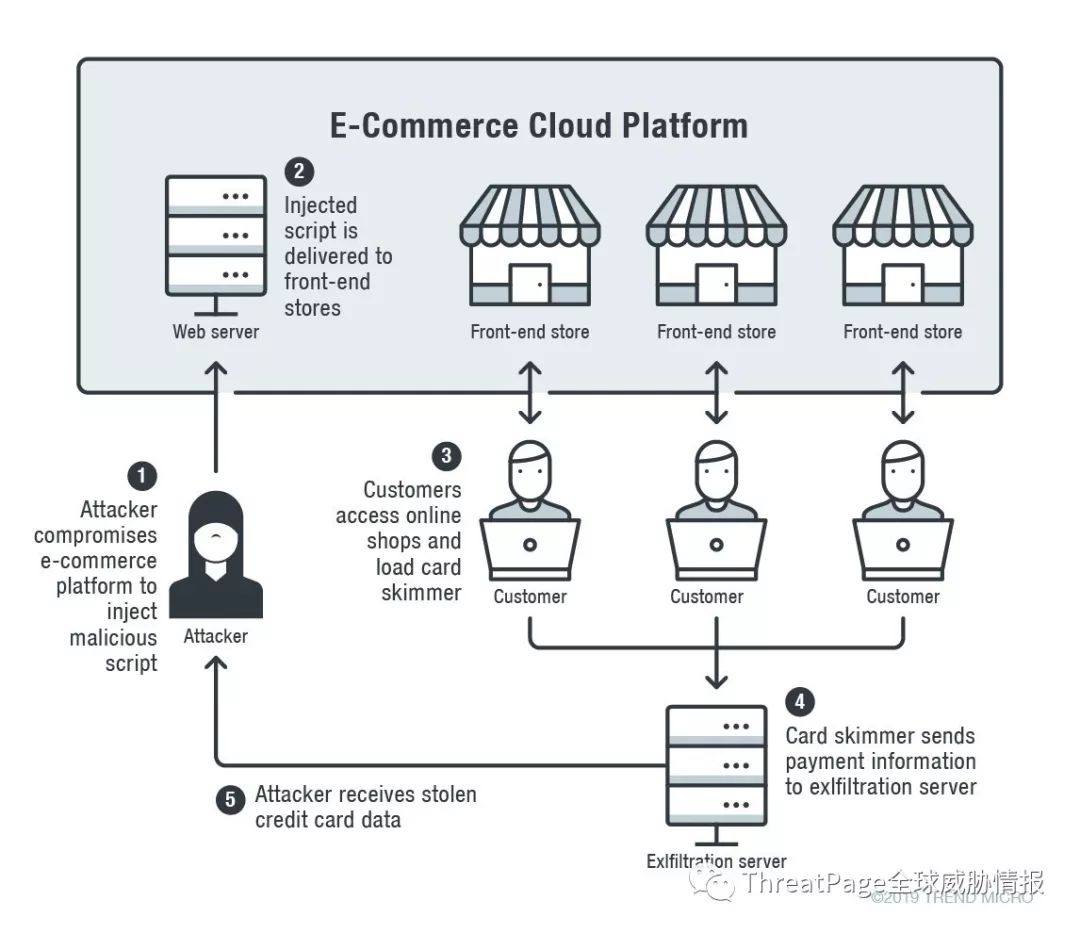 E-Commerce Cloud Platform
2
Injected
script is
delivered to
front-end
stores
Web server
Front-end store
Front-end store
Front-end store
1
Attacker
compromises
e-commerce
platform to
inject
malicious
script
Attacker
3
Customers
access online
shops and
load card
skimmer
Customer
Customer
Customer
4
Card skimmer sends
payment information
to exlfiltration server
5
Attacker receives stolen
credit card data
Exlfiltration server
ThreatPage全球威胁情报
©2019 TREND MICRO